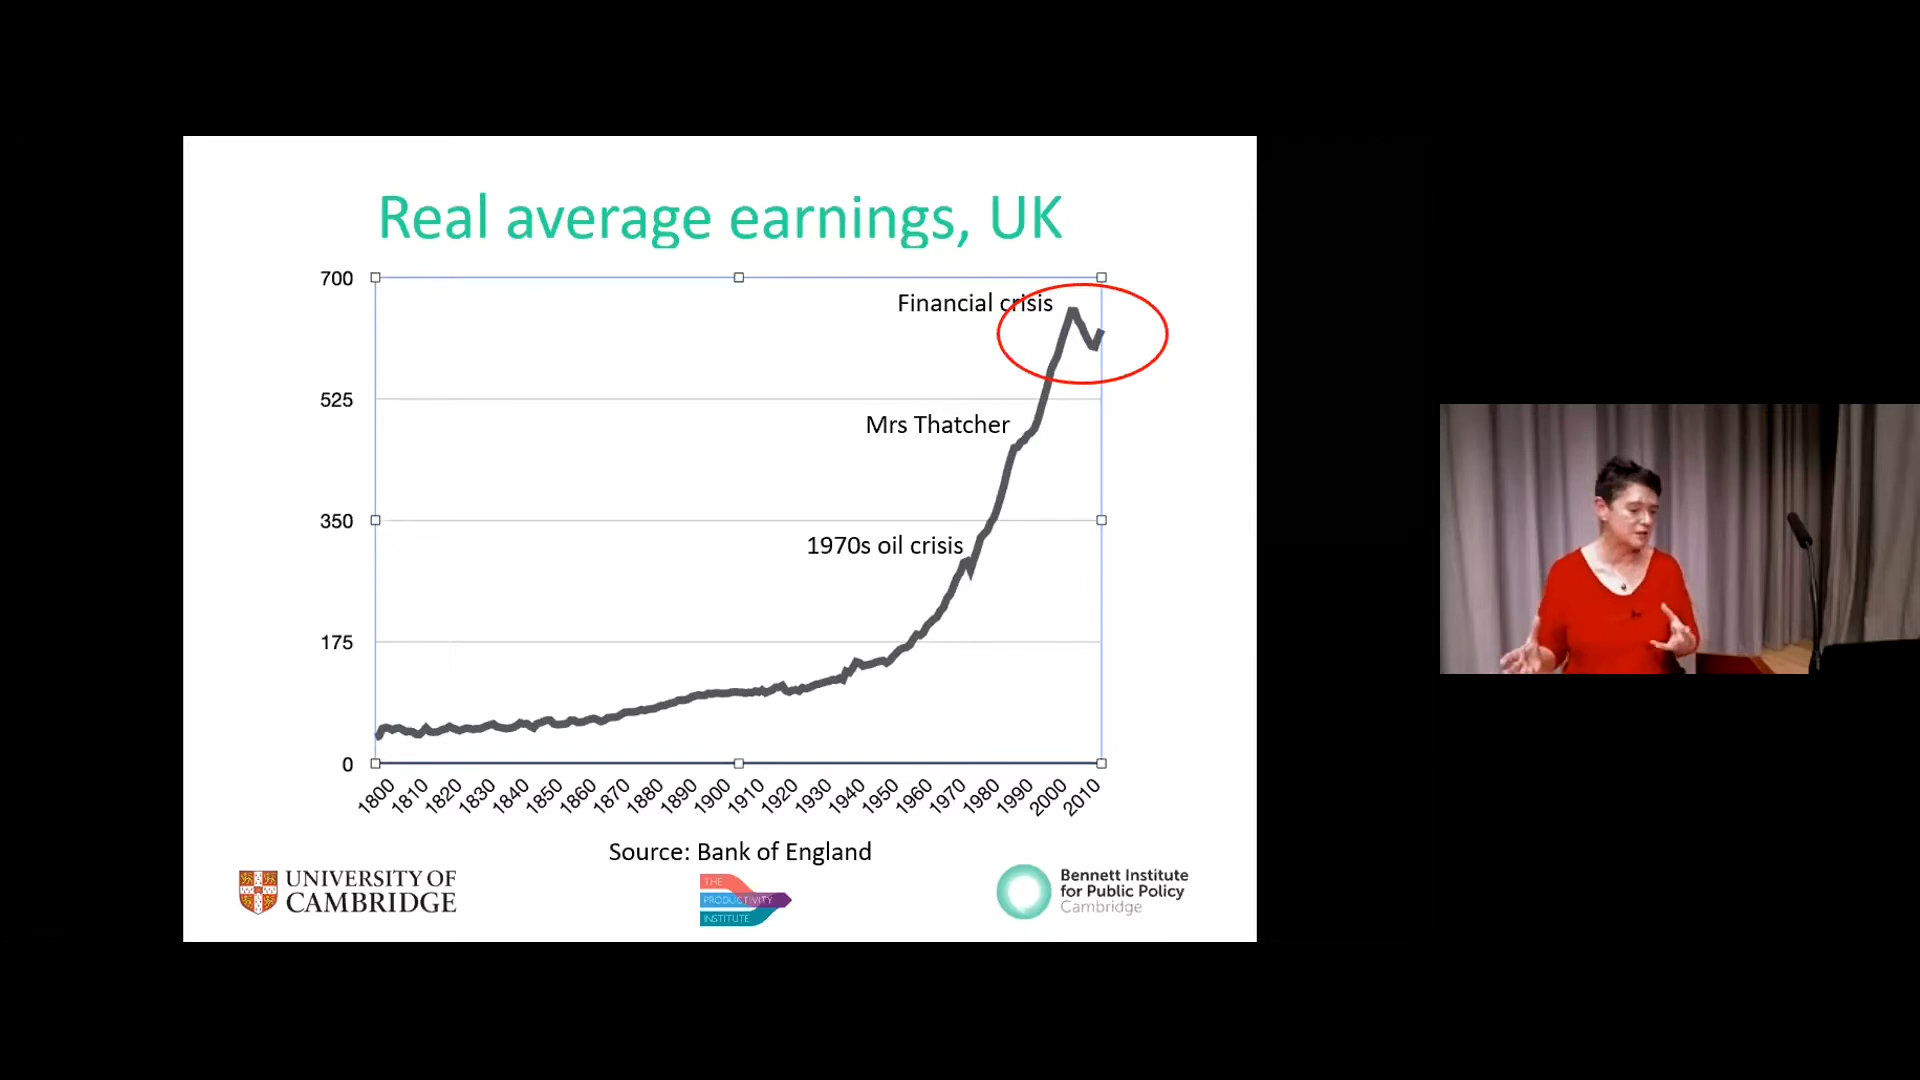 Real average earnings, UK
700
Financial crisis
525
Mrs Thatcher
350
1970s oil crisis
175
0
1800 1810 1820 1830 1840 1850 1860 1870 1880 1890 1900 1910 1920 1930 1940 1950 1960 1970 1980 1990 2000 2010
Source: Bank of England
UNIVERSITY OF
CAMBRIDGE
THE
PRODUCTIVITY
INSTITUTE
Bennett Institute
for Public Policy
Cambridge